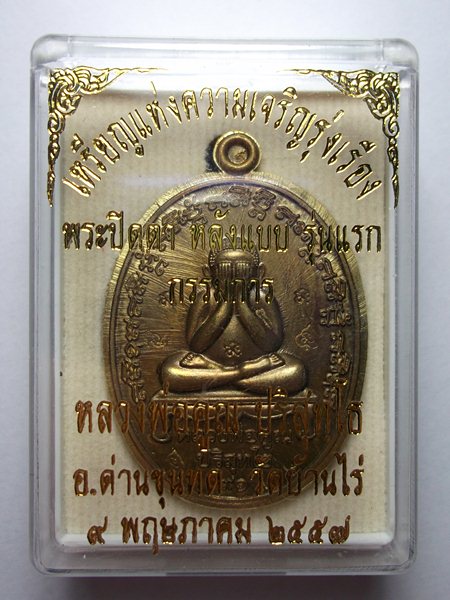 เหรียญแห่งความเจริญรุ่งเรือง
พระปิดตา หลังแบบ รุ่นแรก
กรรมการ
หลวงพ่อคูณ ปริสุทโธ
อ.ด่านขุนทด วัดบ้านไร่
๙ พฤษภาคม ๒๕๕๗